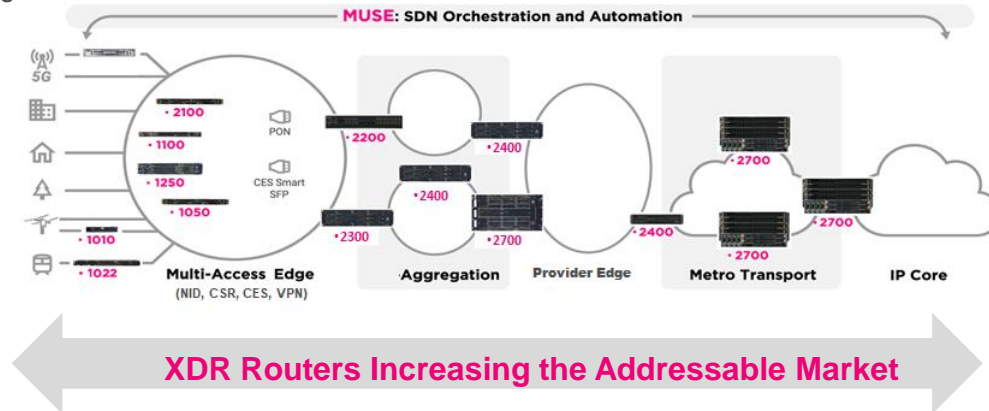 MUSE: SDN Orchestration and Automation
5G
• 2100
• 1100
• 1250
• 1050
• 1010
• 1022
PON
CES Smart
SFP
• 2200
• 2300
• 2400
• 2400
• 2700
• 2400
• 2700
• 2700
• 2700
Multi-Access Edge
(NID, CSR, CES, VPN)
Aggregation
Provider Edge
Metro Transport
IP Core
XDR Routers Increasing the Addressable Market